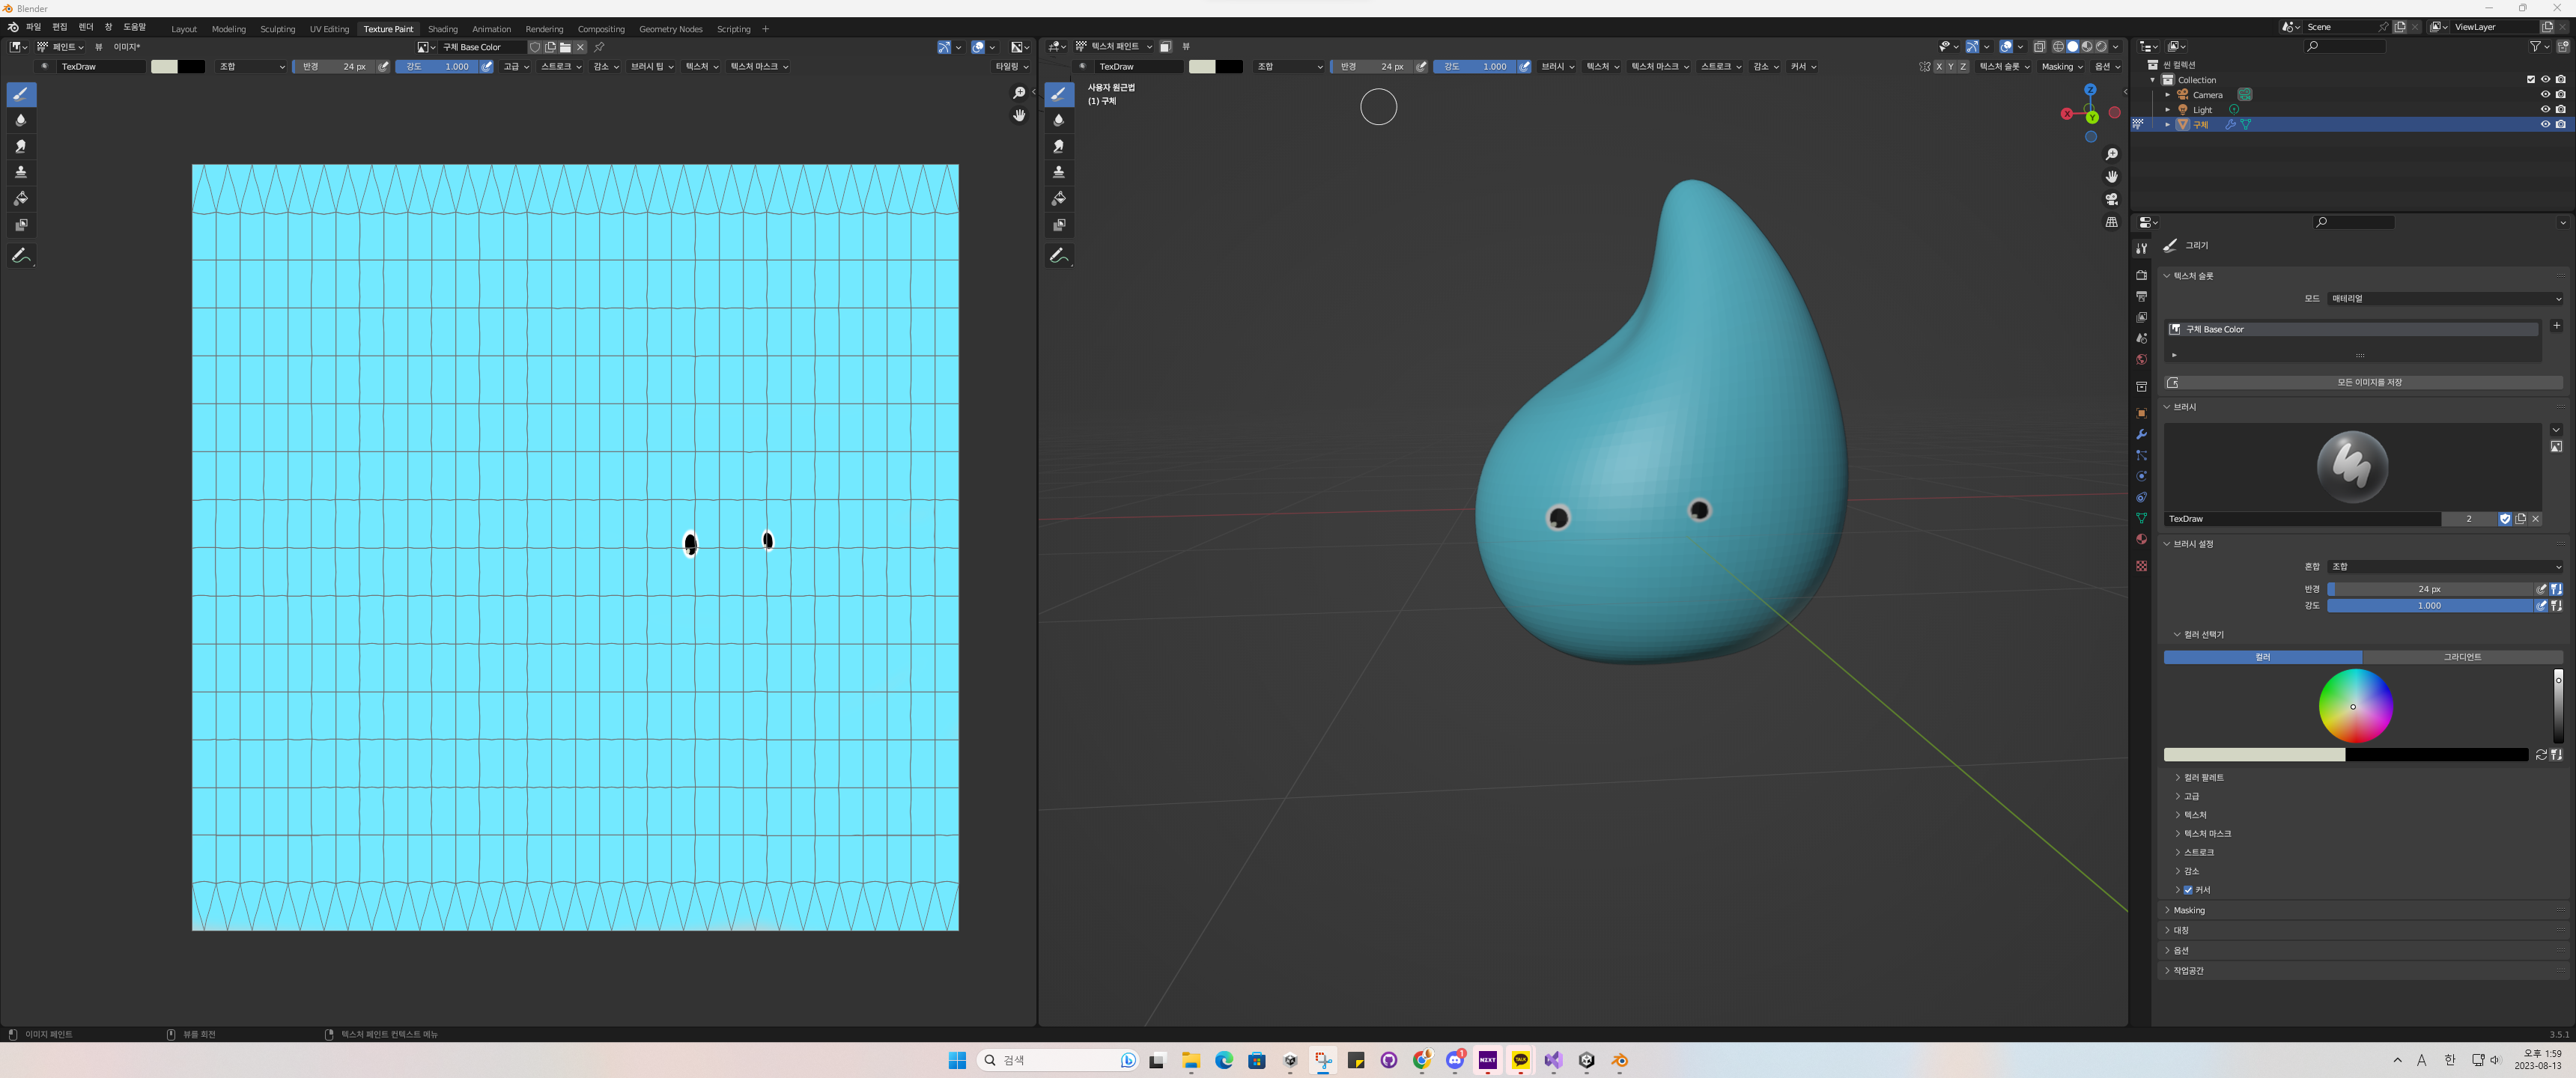 Blender
파일 편집 렌더 창 도움말 Layout Modeling Sculpting UV Editing Texture Paint Shading Animation Rendering Compositing Geometry Nodes Scripting + Scene ViewLayer
페인트 뷰 이미지* 구체 Base Color
TexDraw 조합 반경 24 px 강도 1.000 고급 스트로크 감소 브러시 팁 텍스처 텍스처 마스크 타일링
텍스처 페인트 뷰
TexDraw 조합 반경 24 px 강도 1.000 브러시 텍스처 텍스처 마스크 스트로크 감소 커서 X Y Z 텍스처 슬롯 Masking 옵션
사용자 원근법
(1) 구체
Z
X
Y
씬 컬렉션
Collection
Camera
Light
구체
그리기
텍스처 슬롯
모드 매테리얼
구체 Base Color
모든 이미지를 저장
브러시
TexDraw 2
브러시 설정
혼합 조합
반경 24 px
강도 1.000
컬러 선택기
컬러 그라디언트
컬러 팔레트
고급
텍스처
텍스처 마스크
스트로크
감소
커서
Masking
대칭
옵션
작업공간
이미지 페인트 뷰를 회전 텍스처 페인트 컨텍스트 메뉴 3.5.1
검색 1 NEXT TALK A 한 오후 1:59
2023-08-13